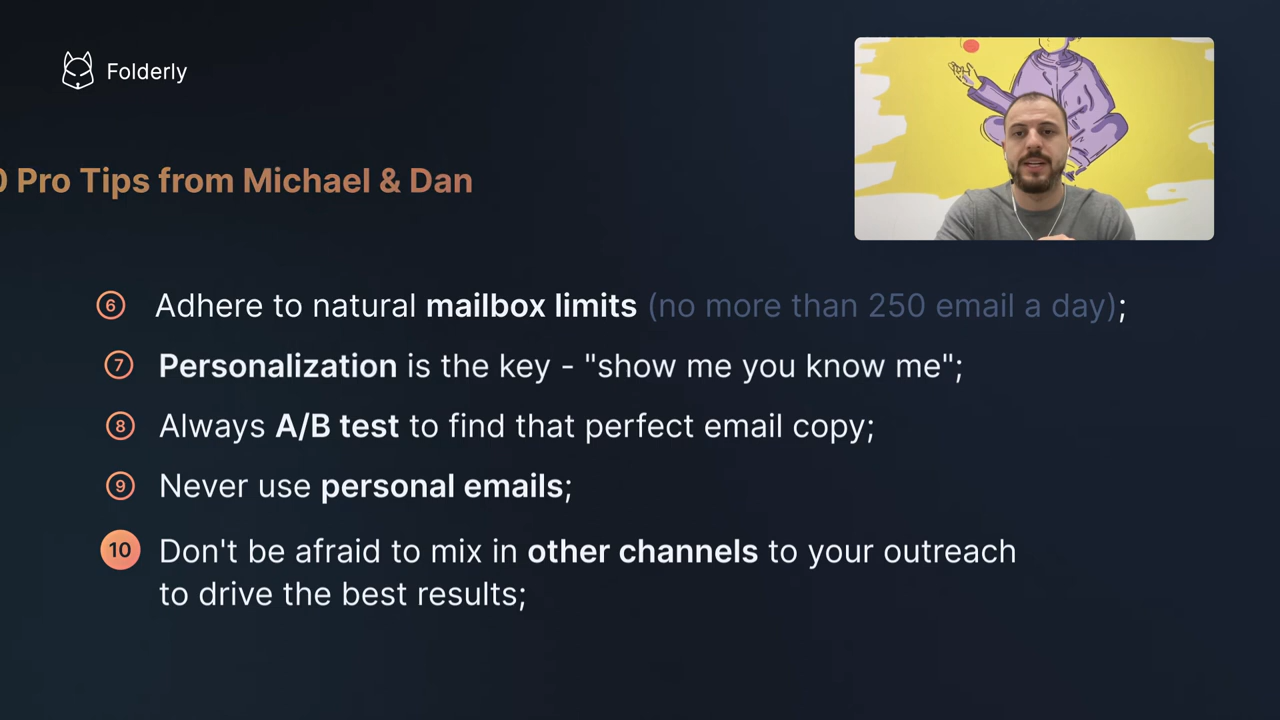 Folderly
0 Pro Tips from Michael & Dan
6 Adhere to natural mailbox limits (no more than 250 email a day);
7 Personalization is the key - "show me you know me";
8 Always A/B test to find that perfect email copy;
9 Never use personal emails;
10 Don't be afraid to mix in other channels to your outreach
to drive the best results;